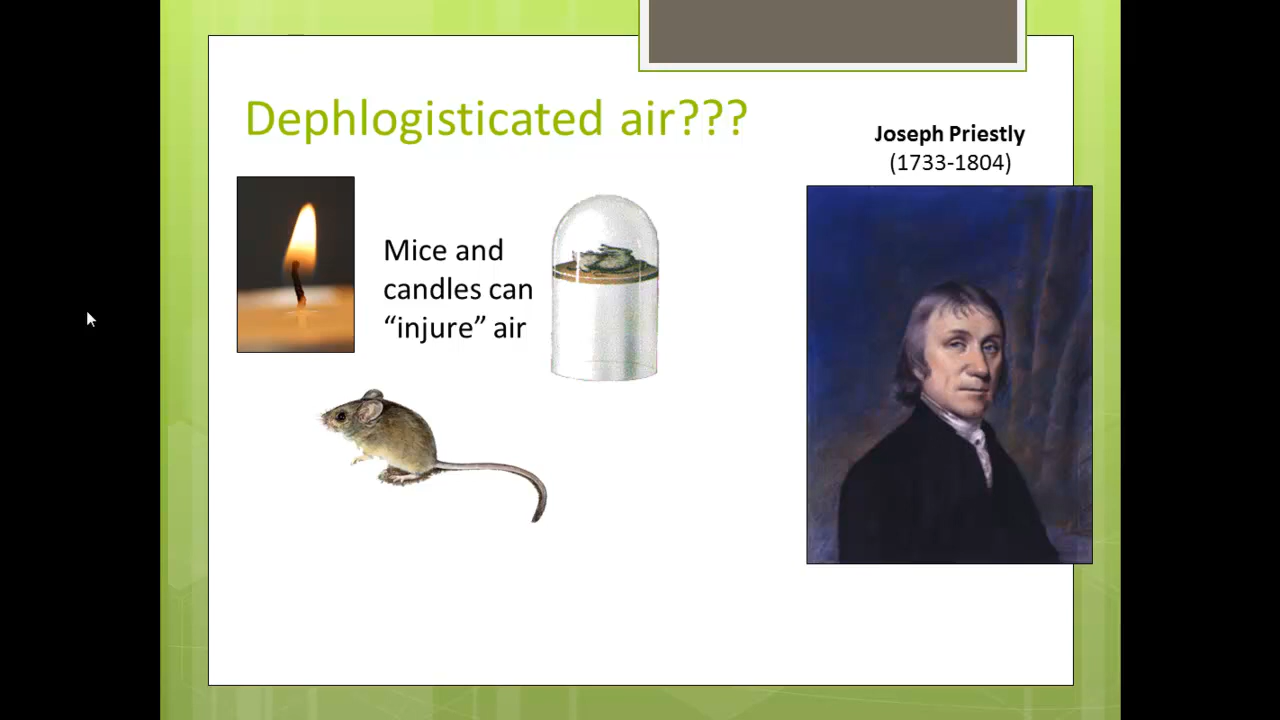 Dephlogisticated air???
Joseph Priestly
(1733-1804)
Mice and
candles can
“injure” air